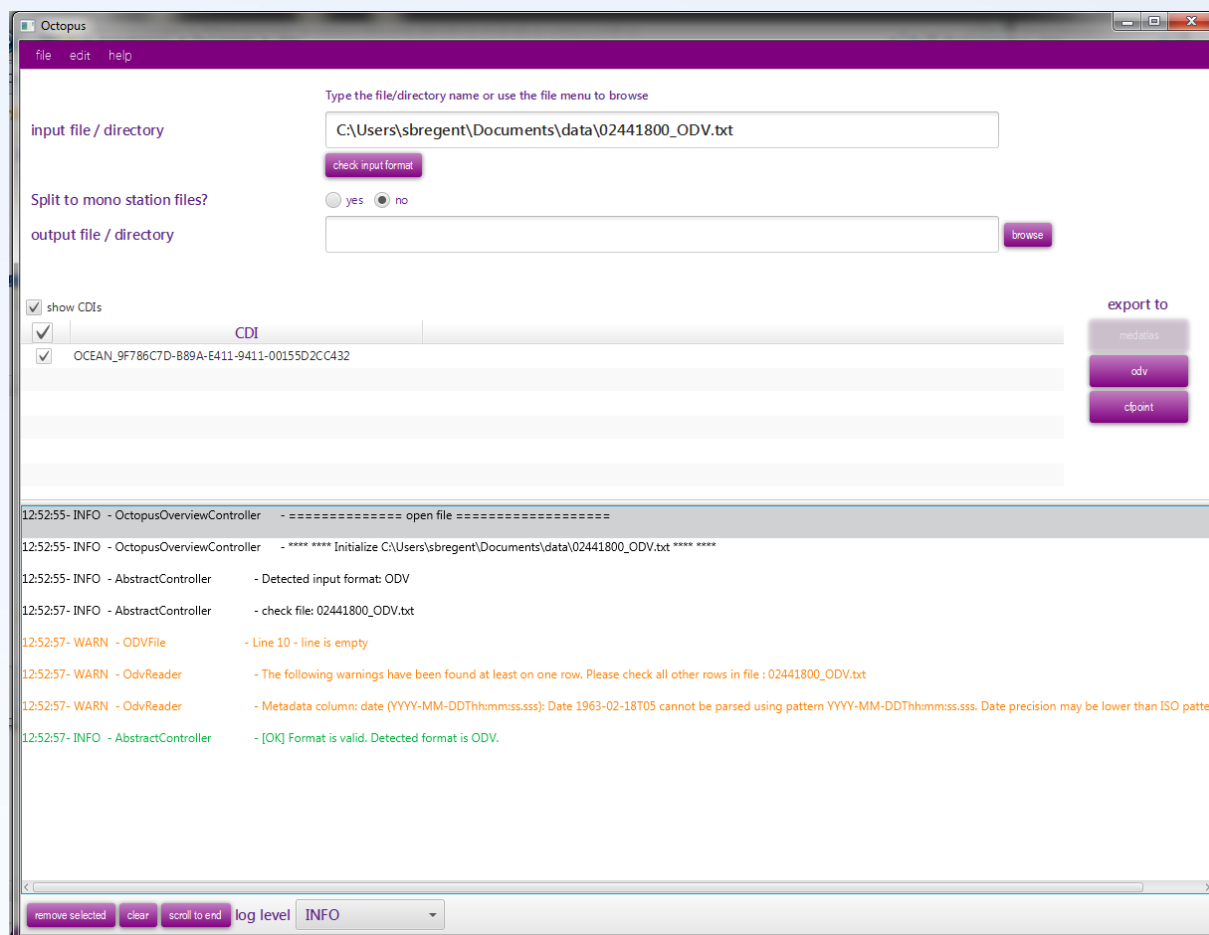 Octopus
file edit help
Type the file/directory name or use the file menu to browse
input file / directory
C:\Users\sbregent\Documents\data\02441800_ODV.txt
check input format
Split to mono station files?
yes no
output file / directory
browse
show CDIs
export to
CDI
medatlas
OCEAN_9F786C7D-B89A-E411-9411-00155D2CC432
odv
cfpoint
12:52:55- INFO - OctopusOverviewController - ============== open file ===================
12:52:55- INFO - OctopusOverviewController - **** **** Initialize C:\Users\sbregent\Documents\data\02441800_ODV.txt **** ****
12:52:55- INFO - AbstractController - Detected input format: ODV
12:52:57- INFO - AbstractController - check file: 02441800_ODV.txt
12:52:57- WARN - ODVFile - Line 10 - line is empty
12:52:57- WARN - OdvReader - The following warnings have been found at least on one row. Please check all other rows in file : 02441800_ODV.txt
12:52:57- WARN - OdvReader - Metadata column: date (YYYY-MM-DDThh:mm:ss.sss): Date 1963-02-18T05 cannot be parsed using pattern YYYY-MM-DDThh:mm:ss.sss. Date precision may be lower than ISO patte
12:52:57- INFO - AbstractController - [OK] Format is valid. Detected format is ODV.
remove selected clear scroll to end log level INFO